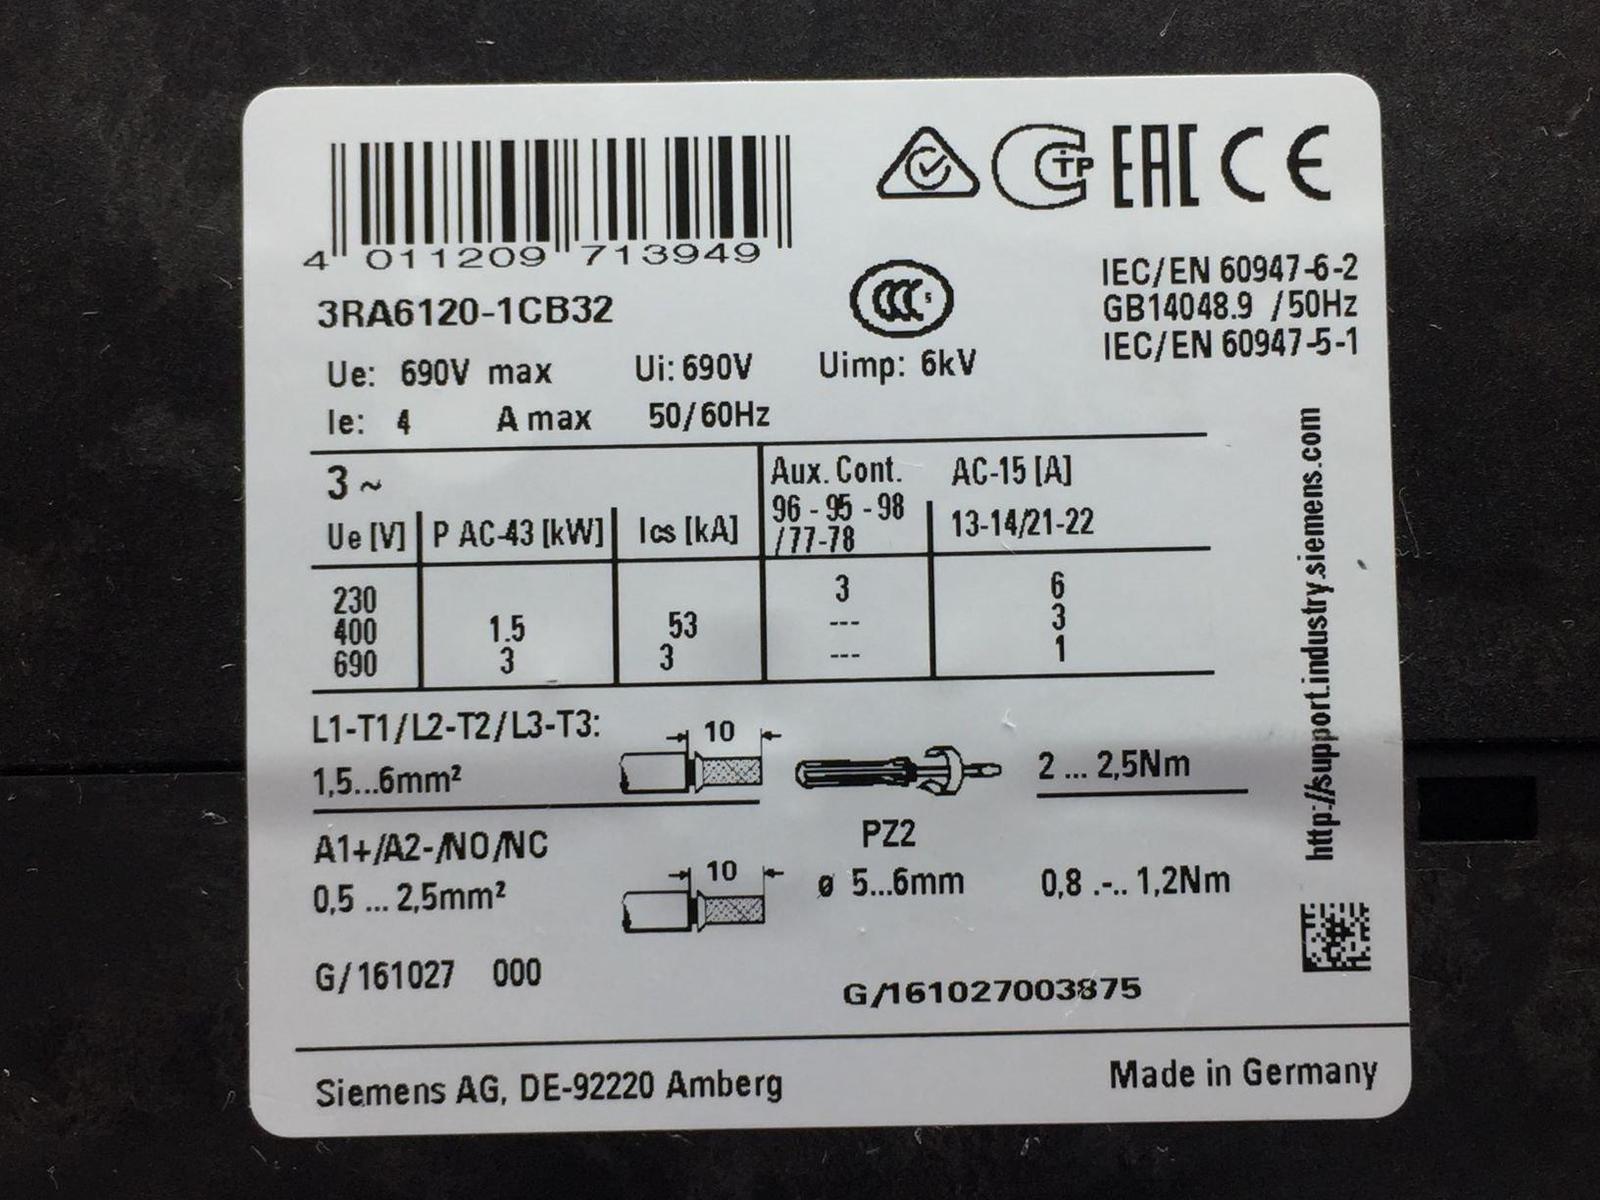 4 011209 713949
3RA6120-1CB32
IEC/EN 60947-6-2
GB14048.9 /50Hz
IEC/EN 60947-5-1
CCC S
CTP EAC CE
Ue: 690V max Ui: 690V Uimp: 6kV
Ie: 4 A max 50/60Hz
3 ~
Ue [V] P AC-43 [kW] Ics [kA]
Aux. Cont. AC-15 [A]
96 - 95 - 98
/77-78
13-14/21-22
230 3 6
400 1.5 53 --- 3
690 3 3 --- 1
L1-T1/L2-T2/L3-T3:
1,5...6mm²
10
2 ... 2,5Nm
PZ2
A1+/A2-/NO/NC
0,5 ... 2,5mm²
10
ø 5...6mm
0,8 .-.. 1,2Nm
G/161027 000
G/161027003875
http://support.industry.siemens.com
Siemens AG, DE-92220 Amberg
Made in Germany